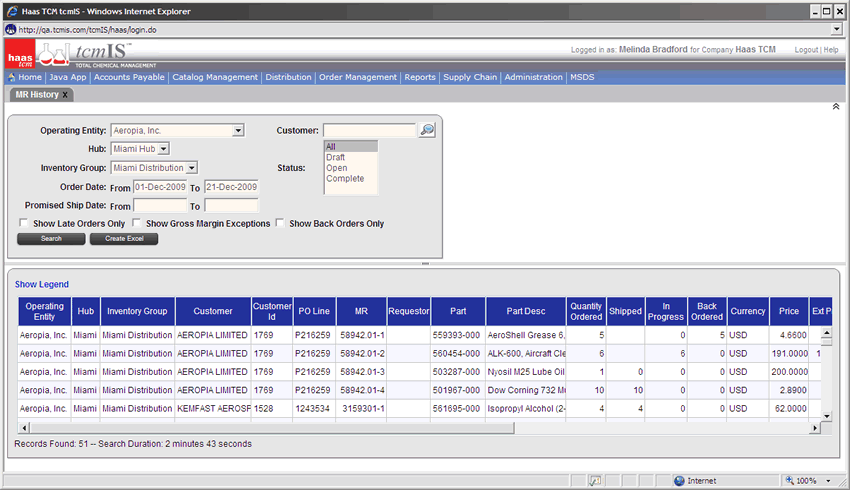 Haas TCM tcmIS - Windows Internet Explorer
http://qa.tcmis.com/tcmIS/haas/login.do
haas tcm tcmIS™
TOTAL CHEMICAL MANAGEMENT
Logged in as: Melinda Bradford for Company Haas TCM Logout | Help
Home | Java App | Accounts Payable | Catalog Management | Distribution | Order Management | Reports | Supply Chain | Administration | MSDS
MR History X
Operating Entity: Aeropia, Inc. Customer:
Hub: Miami Hub All
Draft
Inventory Group: Miami Distribution Status: Open
Complete
Order Date: From 01-Dec-2009 To 21-Dec-2009
Promised Ship Date: From To
Show Late Orders Only Show Gross Margin Exceptions Show Back Orders Only
Search Create Excel
Show Legend
Operating Entity Hub Inventory Group Customer Customer Id PO Line MR Requestor Part Part Desc Quantity Ordered Shipped In Progress Back Ordered Currency Price Ext P
Aeropia, Inc. Miami Miami Distribution AEROPIA LIMITED 1769 P216259 58942.01-1 559393-000 AeroShell Grease 6, 5 0 5 USD 4.6600
Aeropia, Inc. Miami Miami Distribution AEROPIA LIMITED 1769 P216259 58942.01-2 560454-000 ALK-600, Aircraft Cle 6 6 0 USD 191.0000 1
Aeropia, Inc. Miami Miami Distribution AEROPIA LIMITED 1769 P216259 58942.01-3 503287-000 Nyosil M25 Lube Oil 1 0 0 0 USD 200.0000
Aeropia, Inc. Miami Miami Distribution AEROPIA LIMITED 1769 P216259 58942.01-4 501967-000 Dow Corning 732 M 10 10 0 0 USD 2.8900
Aeropia, Inc. Miami Miami Distribution KEMFAST AEROSF 1528 1243534 3159301-1 561695-000 Isopropyl Alcohol (2- 4 4 0 0 USD 62.0000
Records Found: 51 -- Search Duration: 2 minutes 43 seconds
Internet 100%